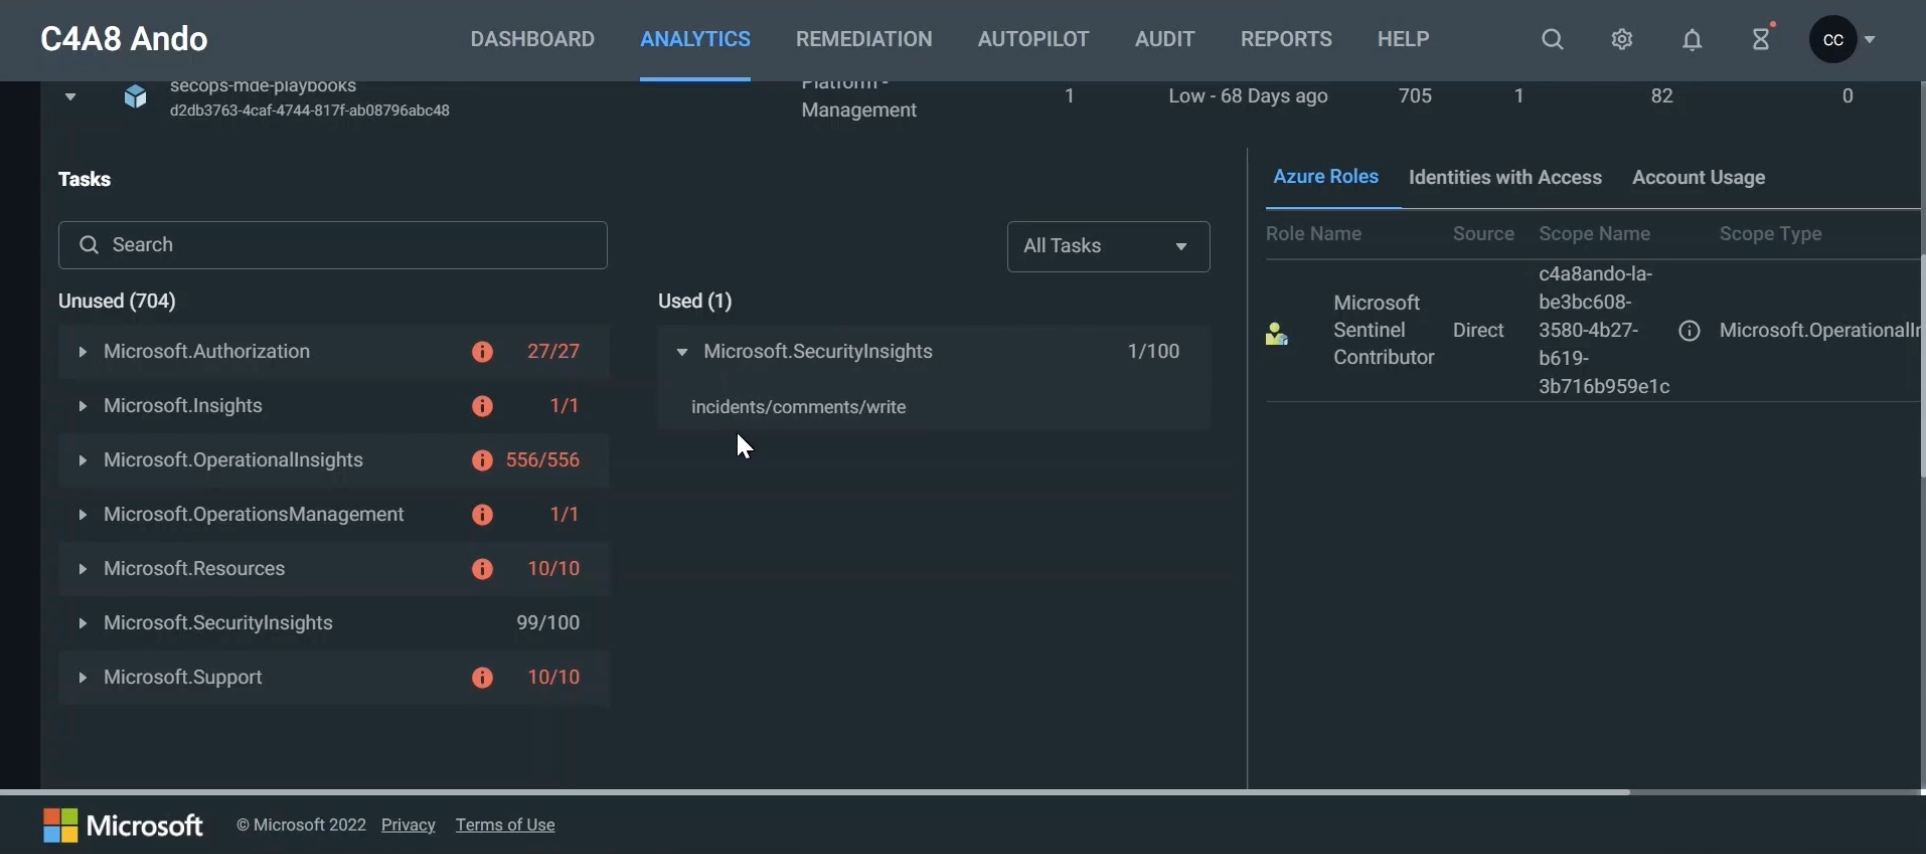 C4A8 Ando
DASHBOARD
ANALYTICS
REMEDIATION
AUTOPILOT
AUDIT
REPORTS
HELP
CC
secops-mde-playbooks
d2db3763-4caf-4744-817f-ab08796abc48
Platform -
Management
1
Low - 68 Days ago
705
1
82
0
Tasks
Search
All Tasks
Unused (704)
Microsoft.Authorization
27/27
Microsoft.Insights
1/1
Microsoft.OperationalInsights
556/556
Microsoft.OperationsManagement
1/1
Microsoft.Resources
10/10
Microsoft.SecurityInsights
99/100
Microsoft.Support
10/10
Used (1)
Microsoft.SecurityInsights
1/100
incidents/comments/write
Azure Roles
Identities with Access
Account Usage
Role Name
Source
Scope Name
Scope Type
Microsoft
Sentinel
Contributor
Direct
c4a8ando-la-
be3bc608-
3580-4b27-
b619-
3b716b959e1c
Microsoft.OperationalIn
Microsoft
© Microsoft 2022
Privacy
Terms of Use